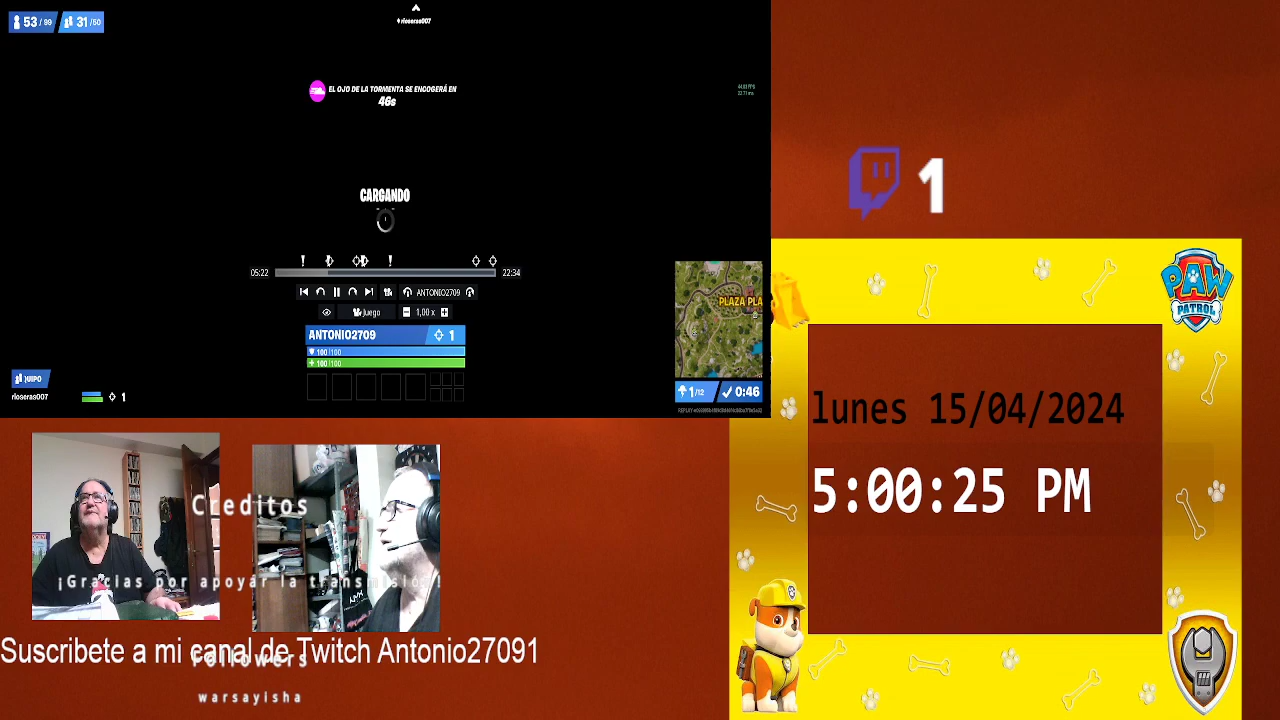 53 / 99 31 / 50
rioseras007
EL OJO DE LA TORMENTA SE ENCOGERÁ EN
46s
CARGANDO
05:22 22:34
ANTONIO2709
Juego 1,00 x
ANTONIO2709 1
100 100
100 100
PLAZA PLA
1/12 0:46
rioseras007 1
1
PAW
PATROL
lunes 15/04/2024
5:00:25 PM
Creditos
¡Gracias por apoyar la transmisión!
Suscribete a mi canal de Twitch Antonio27091
Followers
warsayisha